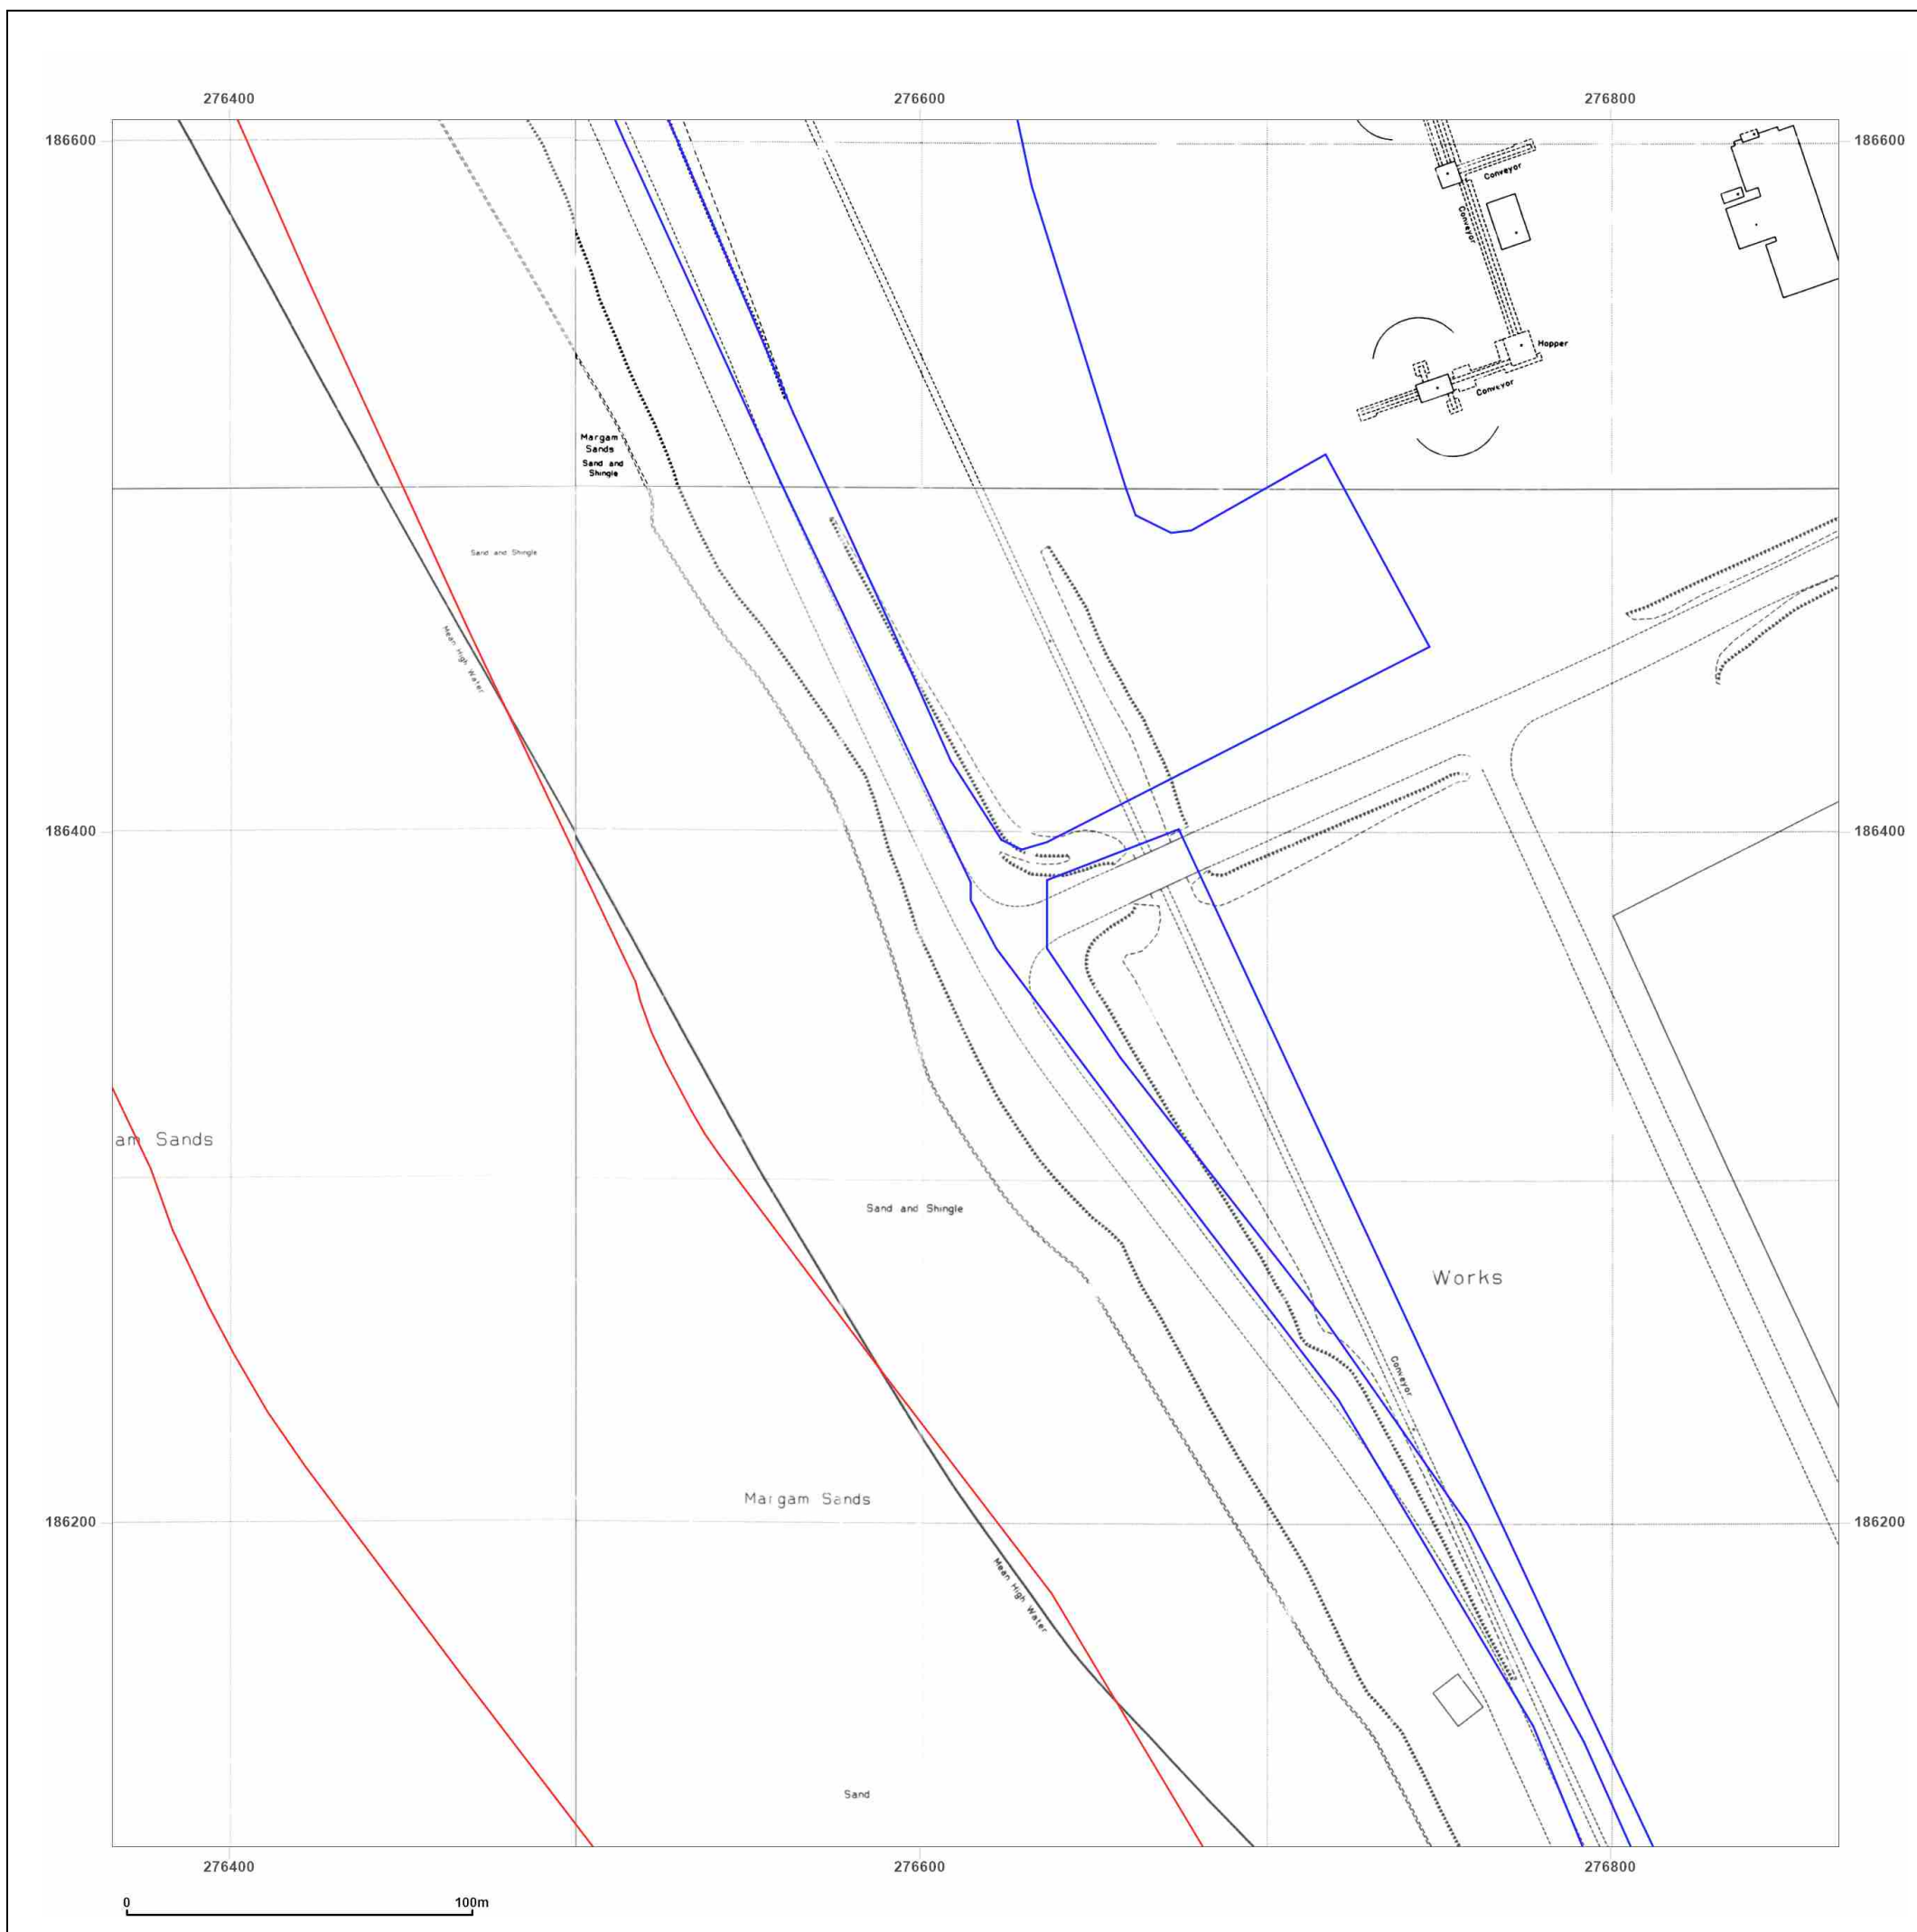 276400
276600
276800
186600
186600
Conveyor
Conveyor
Hopper
Conveyor
Margam
Sands
Sand and
Shingle
Sand and Shingle
Mean High Water
186400
186400
am Sands
Sand and Shingle
Works
Conveyor
Margam Sands
186200
186200
Mean High Water
Sand
276400
276600
276800
0
100m